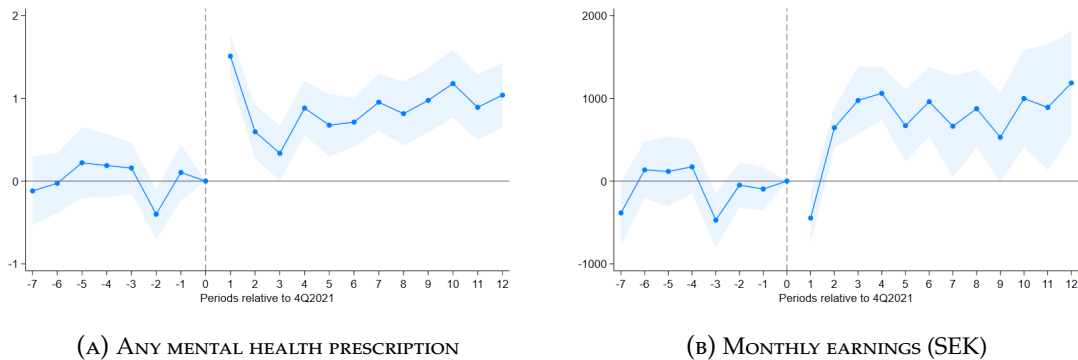 2
1
0
-1
-7 -6 -5 -4 -3 -2 -1 0 1 2 3 4 5 6 7 8 9 10 11 12
Periods relative to 4Q2021
(A) ANY MENTAL HEALTH PRESCRIPTION
2000
1000
0
-1000
-7 -6 -5 -4 -3 -2 -1 0 1 2 3 4 5 6 7 8 9 10 11 12
Periods relative to 4Q2021
(B) MONTHLY EARNINGS (SEK)